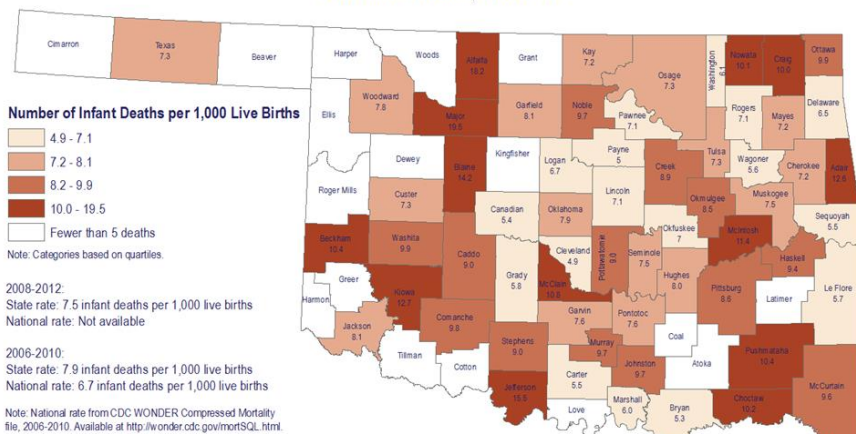 Cimarron
Texas
7.3
Beaver
Harper
Woods
Alfalfa
18.2
Grant
Kay
7.2
Osage
7.3
Washington
6.1
Nowata
10.1
Craig
10.0
Ottawa
9.9
Woodward
7.8
Major
19.5
Garfield
8.1
Noble
9.7
Pawnee
7.1
Rogers
7.1
Mayes
7.2
Delaware
6.5
Number of Infant Deaths per 1,000 Live Births
4.9 - 7.1
7.2 - 8.1
8.2 - 9.9
10.0 - 19.5
Fewer than 5 deaths
Note: Categories based on quartiles.
Ellis
Dewey
Blaine
14.2
Kingfisher
Logan
6.7
Payne
5
Creek
8.9
Tulsa
7.3
Wagoner
5.6
Cherokee
7.2
Adair
12.6
Roger Mills
Custer
7.3
Canadian
5.4
Oklahoma
7.9
Lincoln
7.1
Okmulgee
8.5
Muskogee
7.5
Sequoyah
5.5
Beckham
10.4
Washita
9.9
Caddo
9.0
Grady
5.8
Cleveland
4.9
Pottawatomie
9.0
Seminole
7.5
Okfuskee
7
McIntosh
11.4
Haskell
9.4
Greer
Kiowa
12.7
McClain
Hughes
8.0
Pittsburg
8.6
Latimer
Le Flore
5.7
Harmon
Jackson
8.1
Comanche
9.8
Stephens
9.0
Garvin
7.6
Pontotoc
7.6
Coal
Tillman
Cotton
Murray
9.7
Johnston
9.7
Atoka
Pushmataha
10.4
McCurtain
9.6
Jefferson
Carter
5.5
Love
Marshall
6.0
Bryan
5.3
Choctaw
10.2
2008-2012:
State rate: 7.5 infant deaths per 1,000 live births
National rate: Not available
2006-2010:
State rate: 7.9 infant deaths per 1,000 live births
National rate: 6.7 infant deaths per 1,000 live births
Note: National rate from CDC WONDER Compressed Mortality
file, 2006-2010. Available at http://wonder.cdc.gov/mortSQL.html.